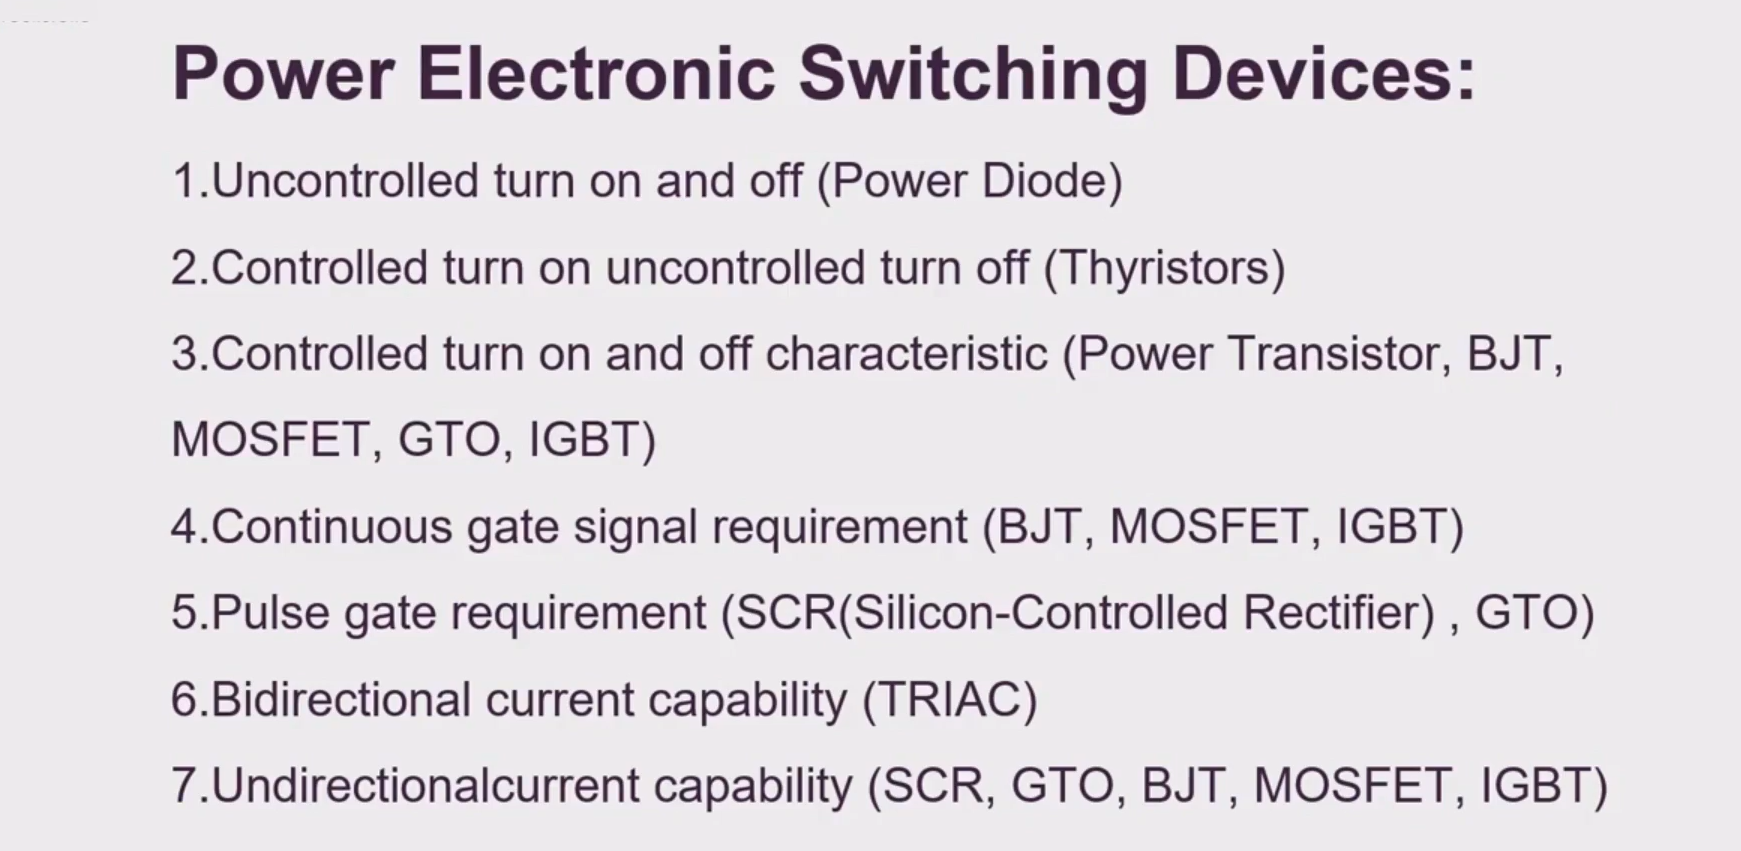 Power Electronic Switching Devices:
1.Uncontrolled turn on and off (Power Diode)
2.Controlled turn on uncontrolled turn off (Thyristors)
3.Controlled turn on and off characteristic (Power Transistor, BJT,
MOSFET, GTO, IGBT)
4.Continuous gate signal requirement (BJT, MOSFET, IGBT)
5.Pulse gate requirement (SCR(Silicon-Controlled Rectifier) , GTO)
6.Bidirectional current capability (TRIAC)
7.Undirectionalcurrent capability (SCR, GTO, BJT, MOSFET, IGBT)